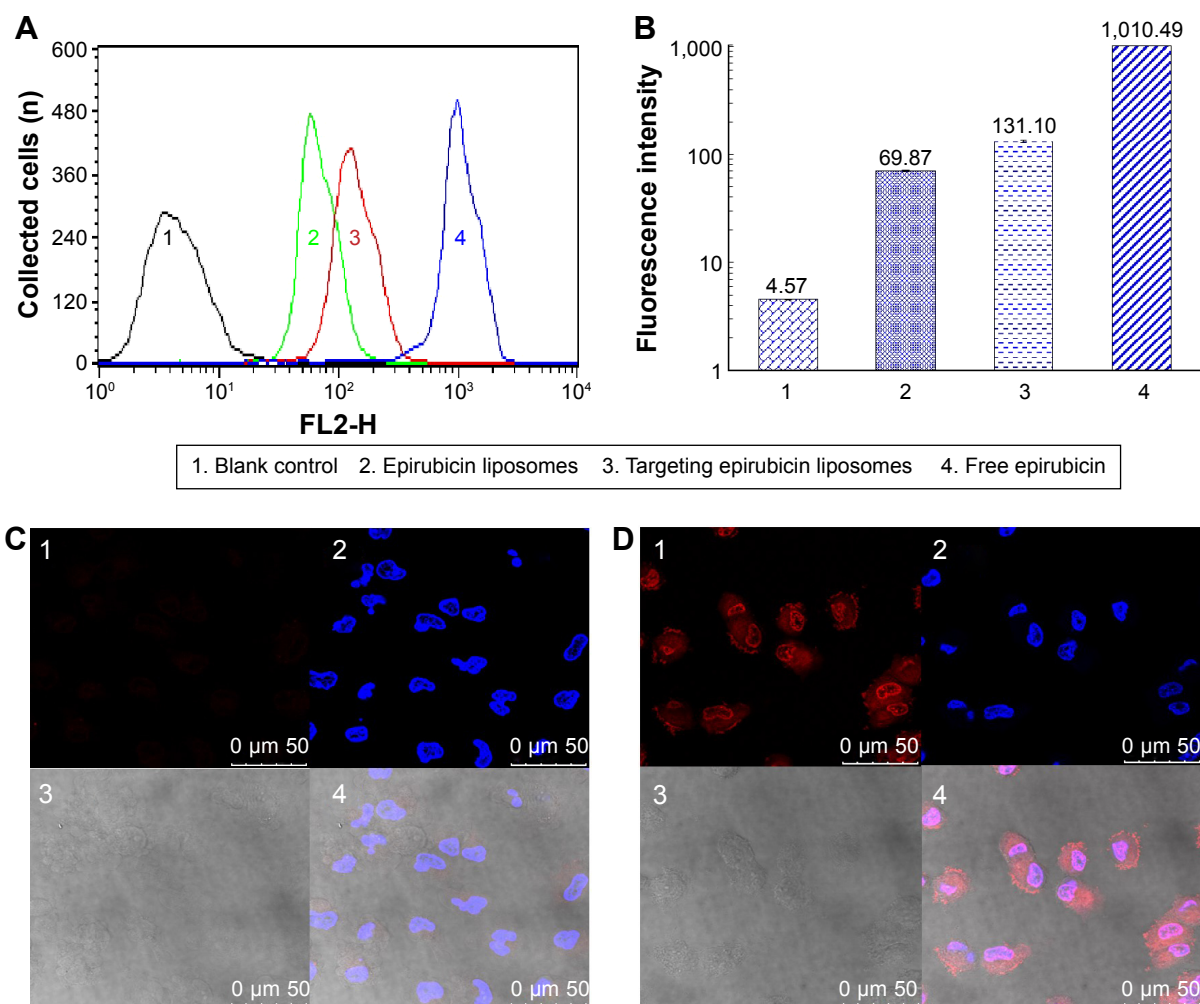 A
Collected cells (n)
600
480
360
240
120
0
1
2
3
4
10⁰
10¹
10²
10³
10⁴
FL2-H
B
Fluorescence intensity
1,000
100
10
1
4.57
69.87
131.10
1,010.49
1
2
3
4
1. Blank control 2. Epirubicin liposomes 3. Targeting epirubicin liposomes 4. Free epirubicin
C
1
0 µm 50
2
0 µm 50
3
0 µm 50
4
0 µm 50
D
1
0 µm 50
2
0 µm 50
3
0 µm 50
4
0 µm 50